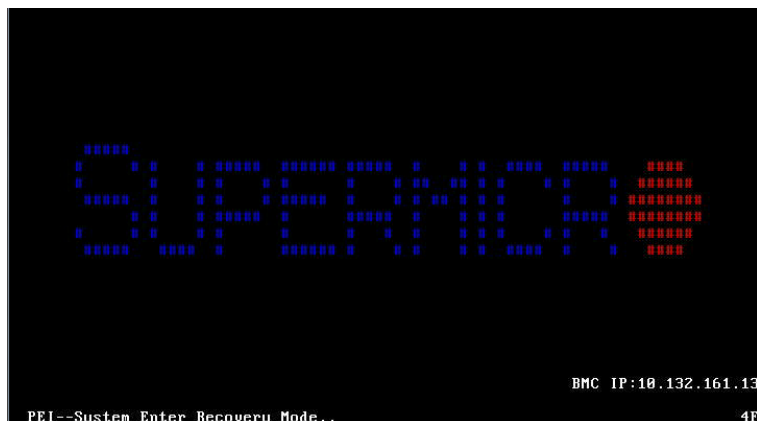 SUPERMICRO
BMC IP:10.132.161.13
PEI--System Enter Recovery Mode..
4F